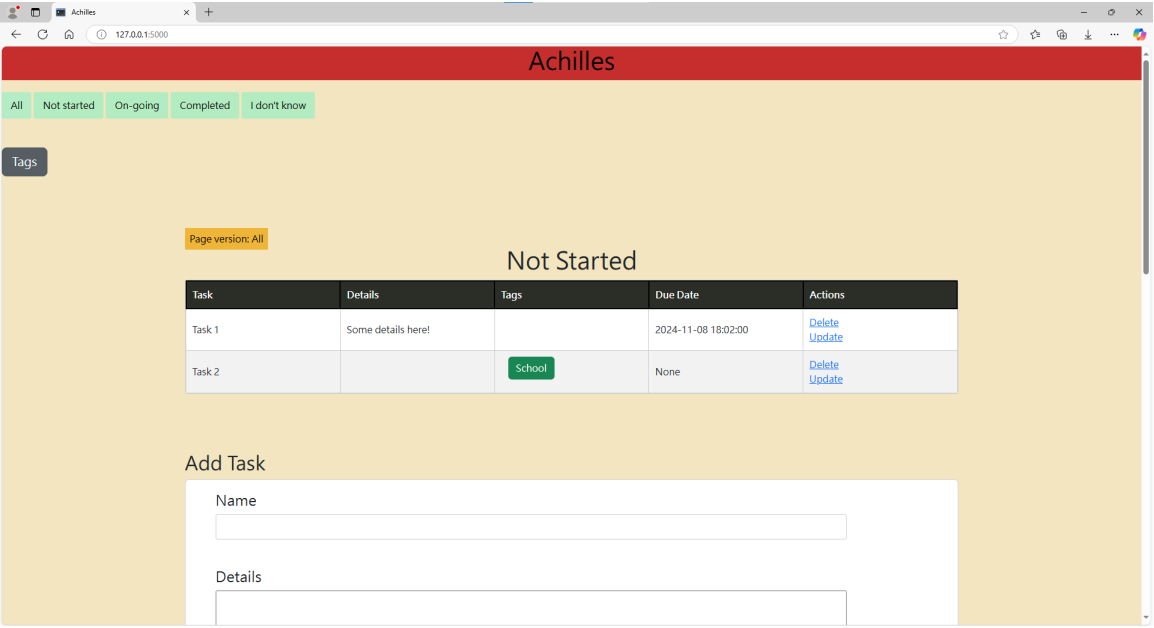 Achilles
127.0.0.1:5000
Achilles
All Not started On-going Completed I don't know
Tags
Page version: All
Not Started
Task Details Tags Due Date Actions
Task 1 Some details here! 2024-11-08 18:02:00 Delete
Update
Task 2 School None Delete
Update
Add Task
Name
Details